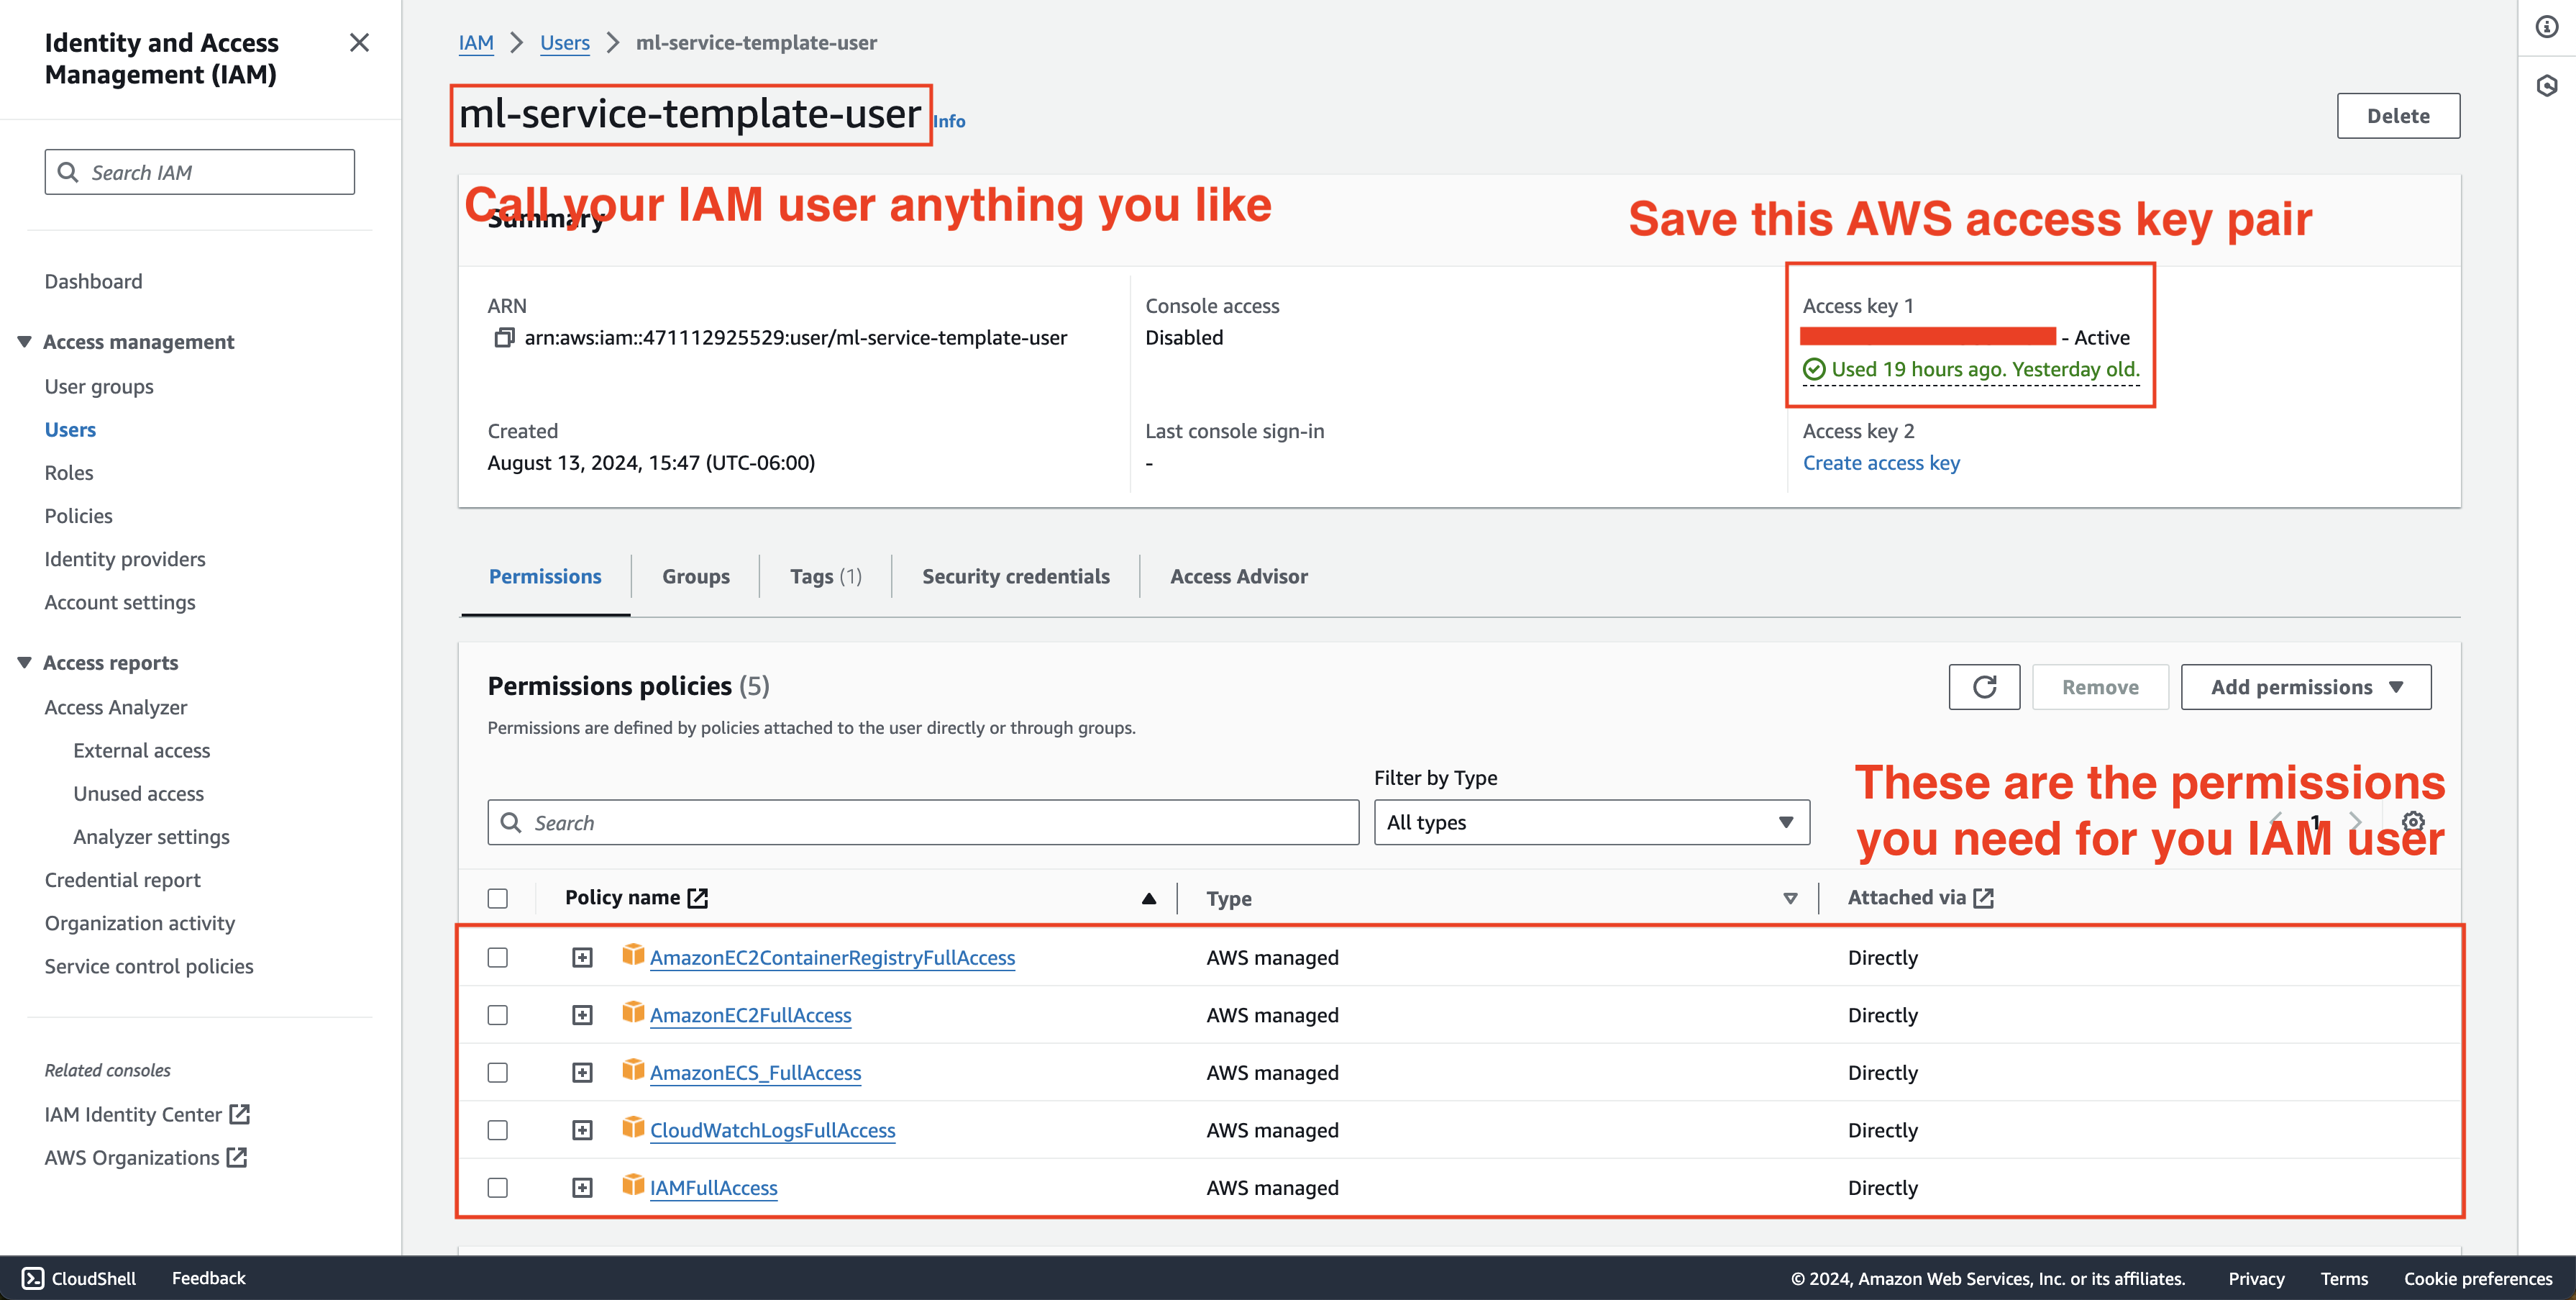 Identity and Access
Management (IAM)
Search IAM
Dashboard
Access management
User groups
Users
Roles
Policies
Identity providers
Account settings
Access reports
Access Analyzer
External access
Unused access
Analyzer settings
Credential report
Organization activity
Service control policies
Related consoles
IAM Identity Center
AWS Organizations
IAM > Users > ml-service-template-user
ml-service-template-user Info
Delete
Call your IAM user anything you like
Summary
Save this AWS access key pair
ARN
arn:aws:iam::471112925529:user/ml-service-template-user
Console access
Disabled
Access key 1
- Active
Used 19 hours ago. Yesterday old.
Created
August 13, 2024, 15:47 (UTC-06:00)
Last console sign-in
-
Access key 2
Create access key
Permissions Groups Tags (1) Security credentials Access Advisor
Permissions policies (5)
Remove Add permissions
Permissions are defined by policies attached to the user directly or through groups.
Filter by Type
Search
All types
These are the permissions
you need for you IAM user
1
Policy name Type Attached via
AmazonEC2ContainerRegistryFullAccess AWS managed Directly
AmazonEC2FullAccess AWS managed Directly
AmazonECS_FullAccess AWS managed Directly
CloudWatchLogsFullAccess AWS managed Directly
IAMFullAccess AWS managed Directly
CloudShell Feedback © 2024, Amazon Web Services, Inc. or its affiliates. Privacy Terms Cookie preferences